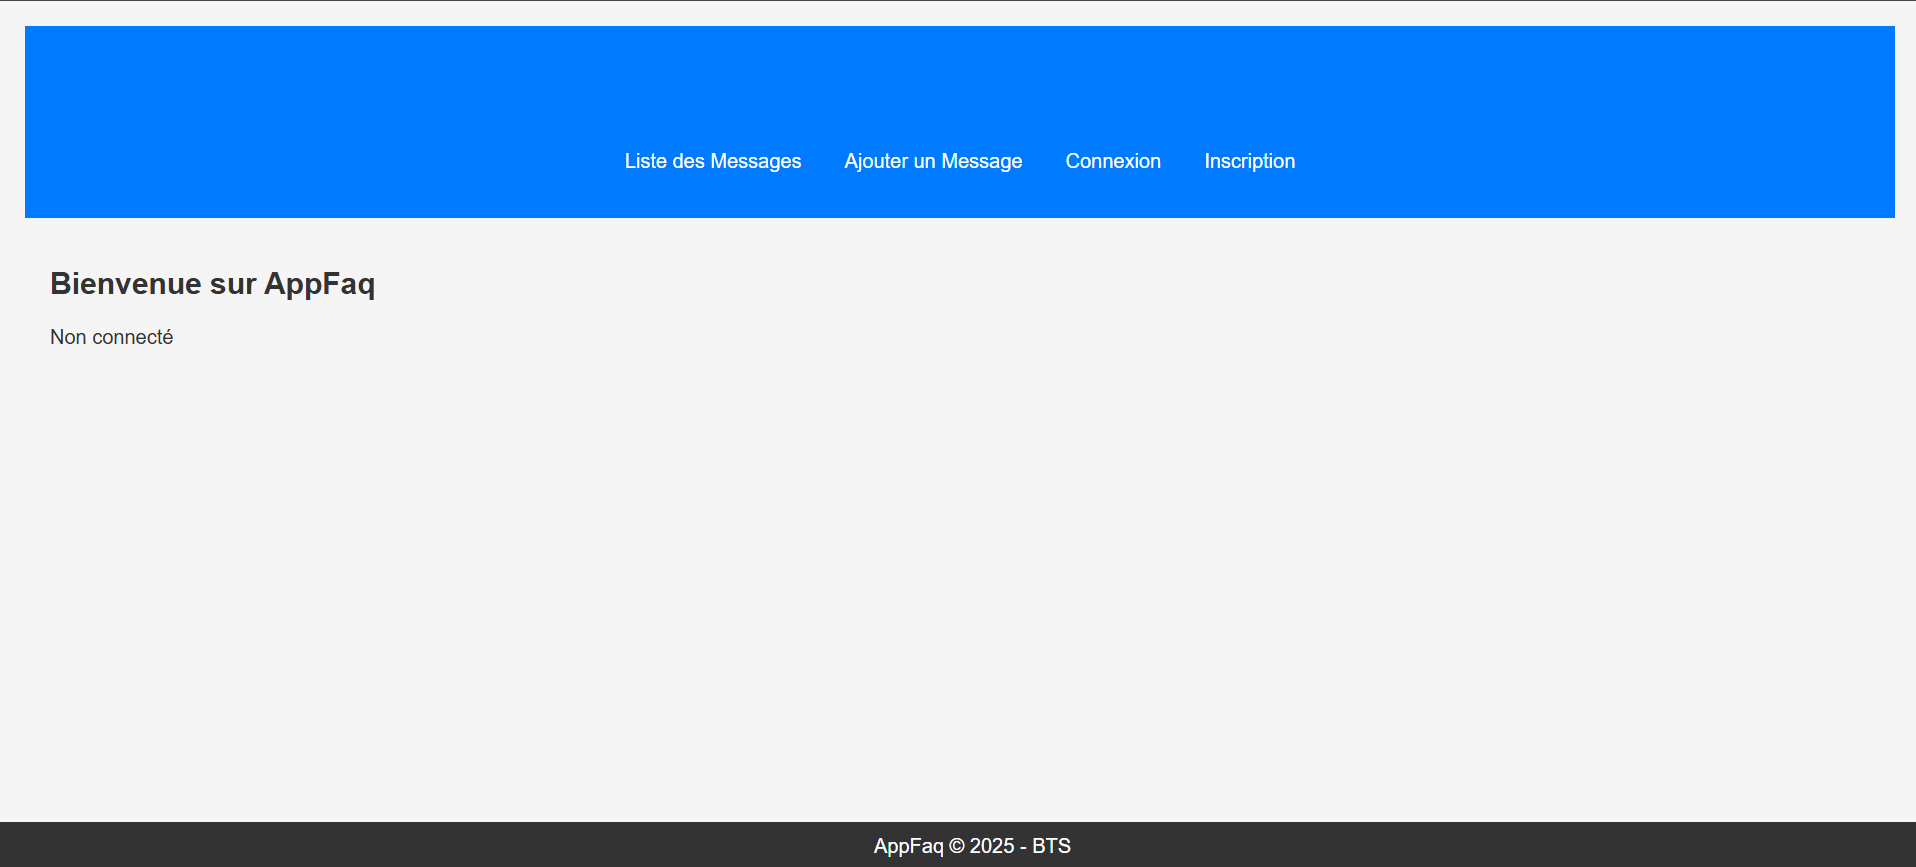 Liste des Messages Ajouter un Message Connexion Inscription
Bienvenue sur AppFaq
Non connecté
AppFaq © 2025 - BTS